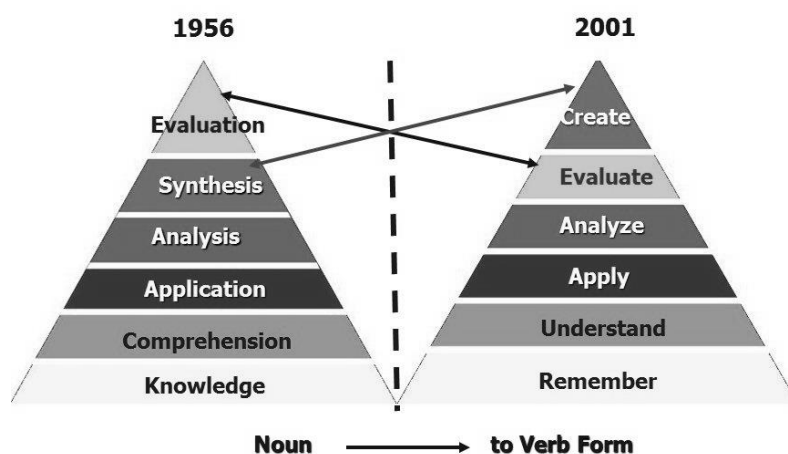 1956
Evaluation
Synthesis
Analysis
Application
Comprehension
Knowledge
2001
Create
Evaluate
Analyze
Apply
Understand
Remember
Noun to Verb Form